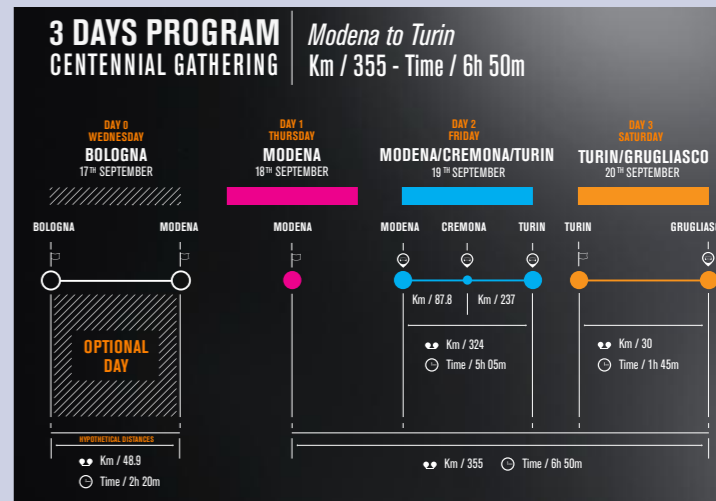 3 DAYS PROGRAM
CENTENNIAL GATHERING
Modena to Turin
Km / 355 - Time / 6h 50m
DAY 0
WEDNESDAY
BOLOGNA
17TH SEPTEMBER
DAY 1
THURSDAY
MODENA
18TH SEPTEMBER
DAY 2
FRIDAY
MODENA/CREMONA/TURIN
19TH SEPTEMBER
DAY 3
SATURDAY
TURIN/GRUGLIASCO
20TH SEPTEMBER
BOLOGNA MODENA
MODENA
MODENA CREMONA TURIN
TURIN GRUGLIASC
Km / 87.8 Km / 237
OPTIONAL
DAY
Km / 324
Time / 5h 05m
Km / 30
Time / 1h 45m
HYPOTHETICAL DISTANCES
Km / 48.9
Time / 2h 20m
Km / 355 Time / 6h 50m